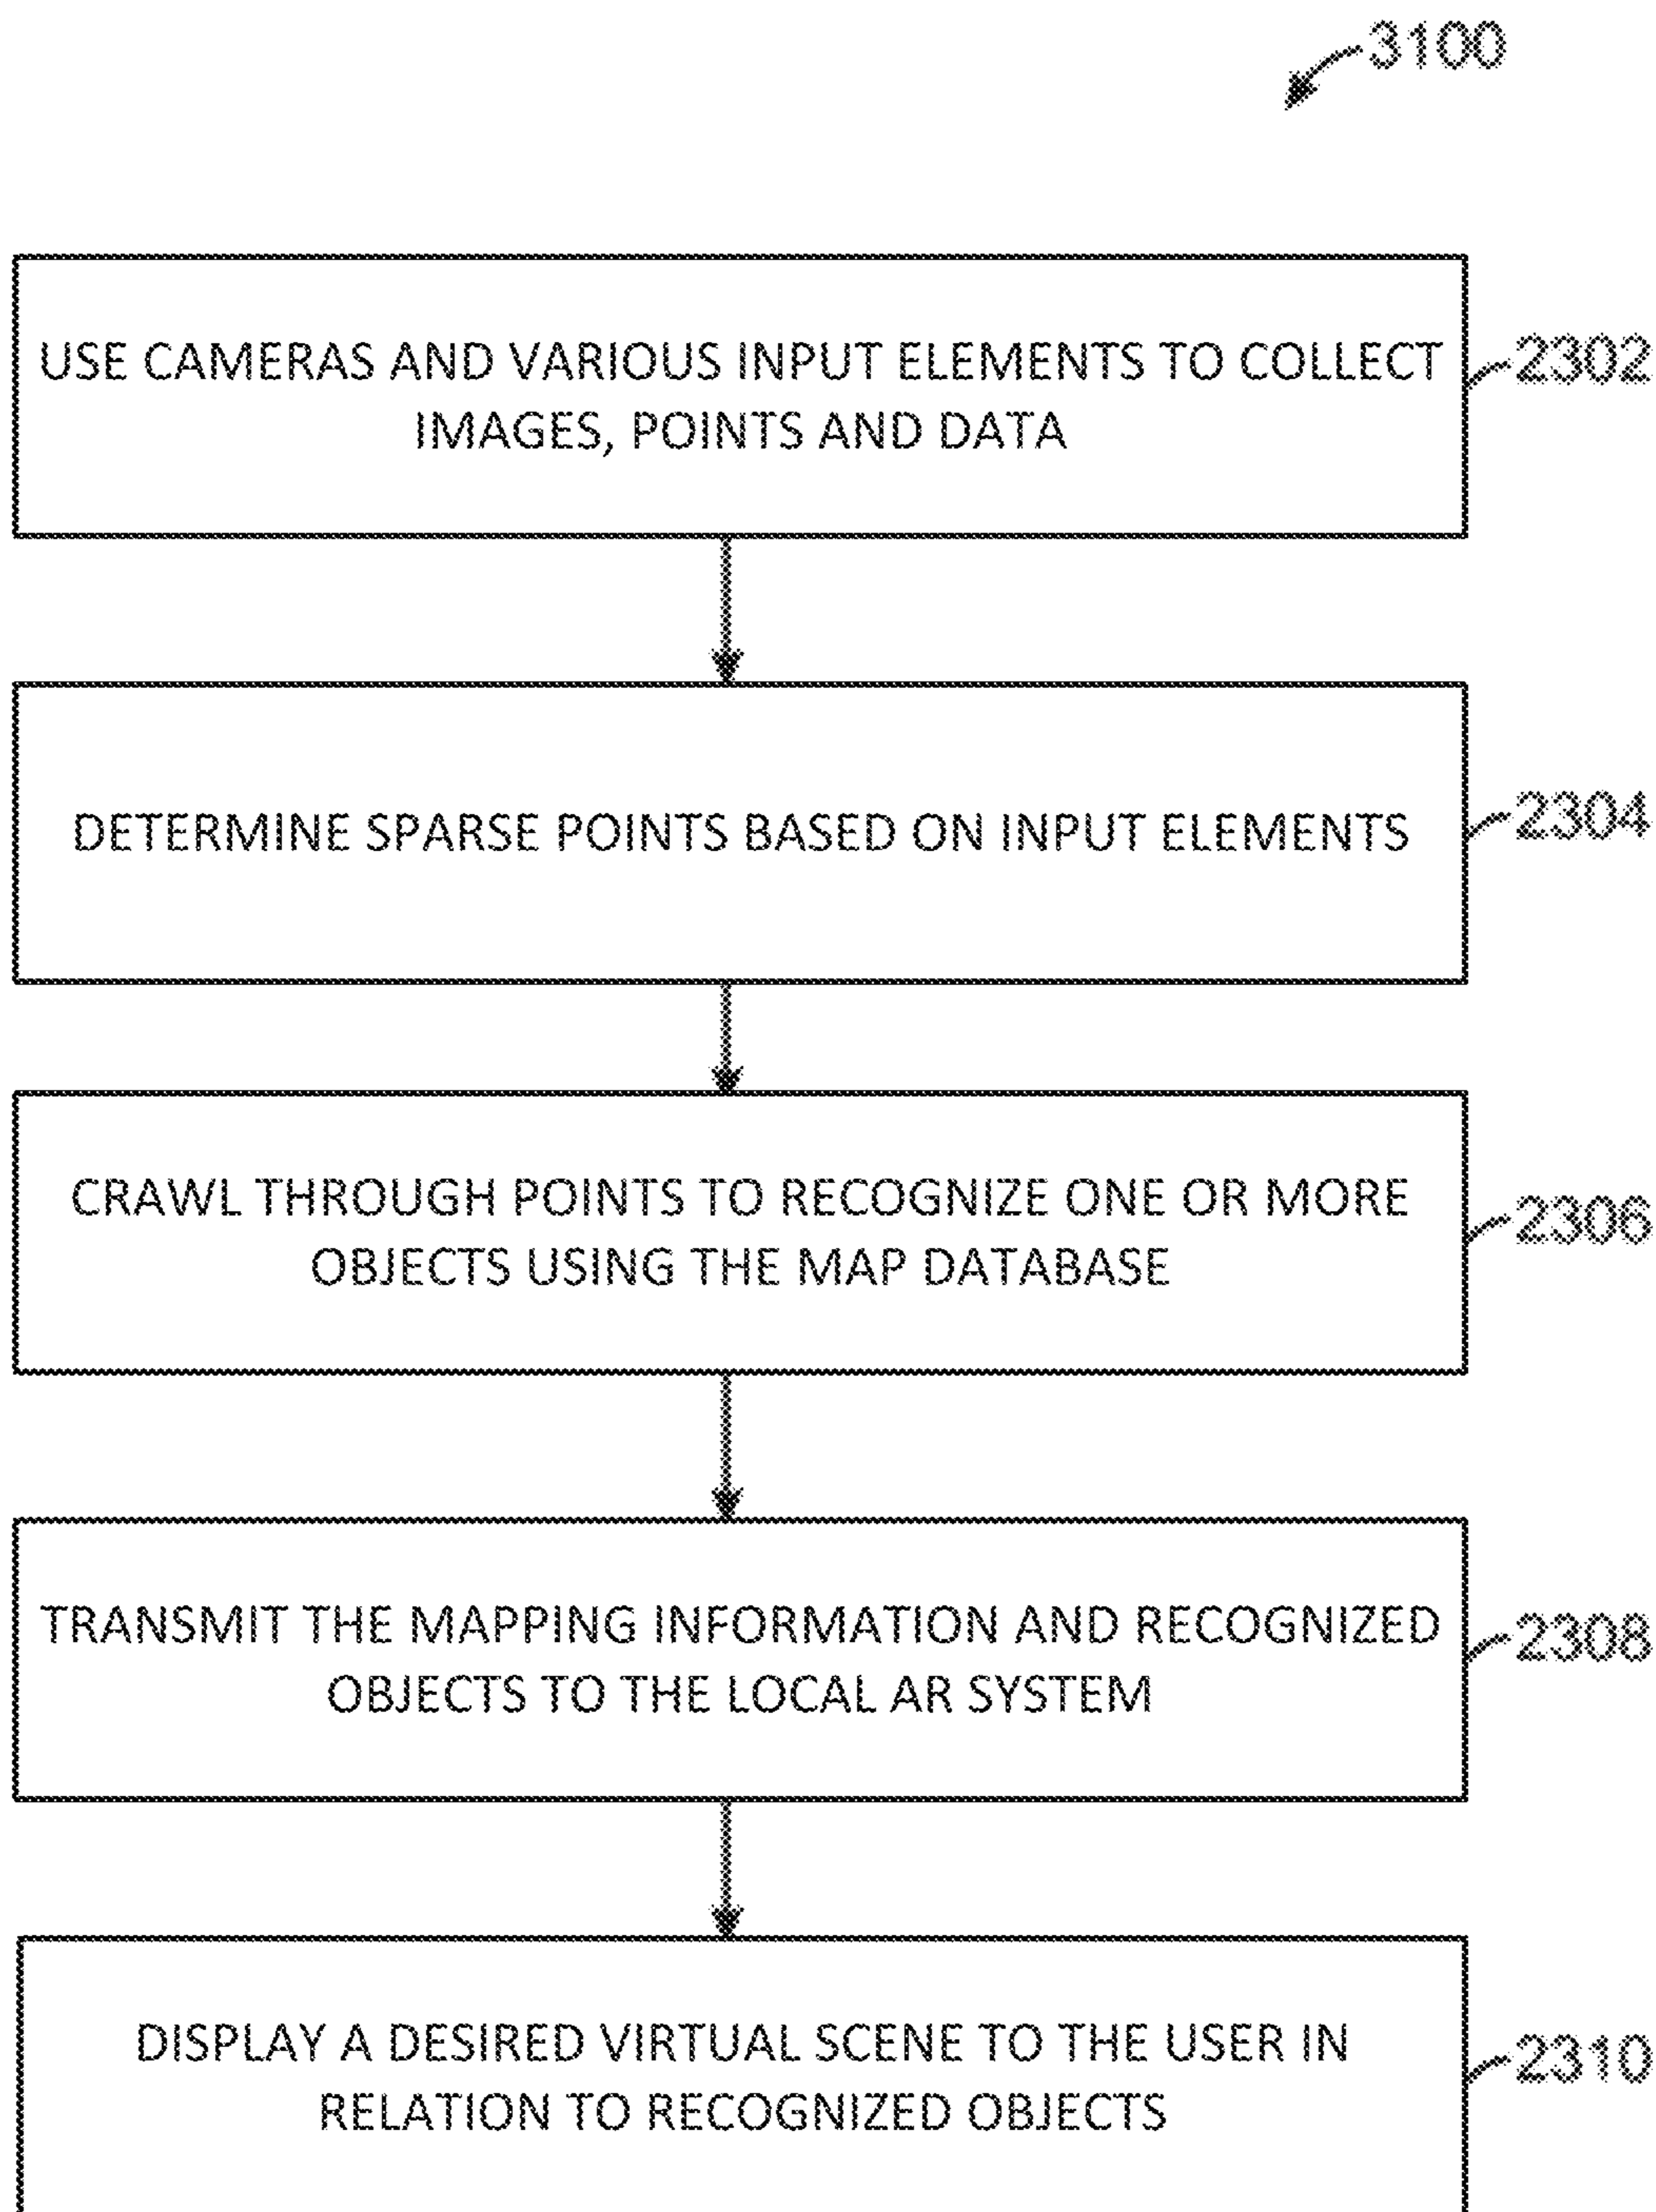 3100
USE CAMERAS AND VARIOUS INPUT ELEMENTS TO COLLECT
IMAGES, POINTS AND DATA
2302
DETERMINE SPARSE POINTS BASED ON INPUT ELEMENTS
2304
CRAWL THROUGH POINTS TO RECOGNIZE ONE OR MORE
OBJECTS USING THE MAP DATABASE
2306
TRANSMIT THE MAPPING INFORMATION AND RECOGNIZED
OBJECTS TO THE LOCAL AR SYSTEM
2308
DISPLAY A DESIRED VIRTUAL SCENE TO THE USER IN
RELATION TO RECOGNIZED OBJECTS
2310